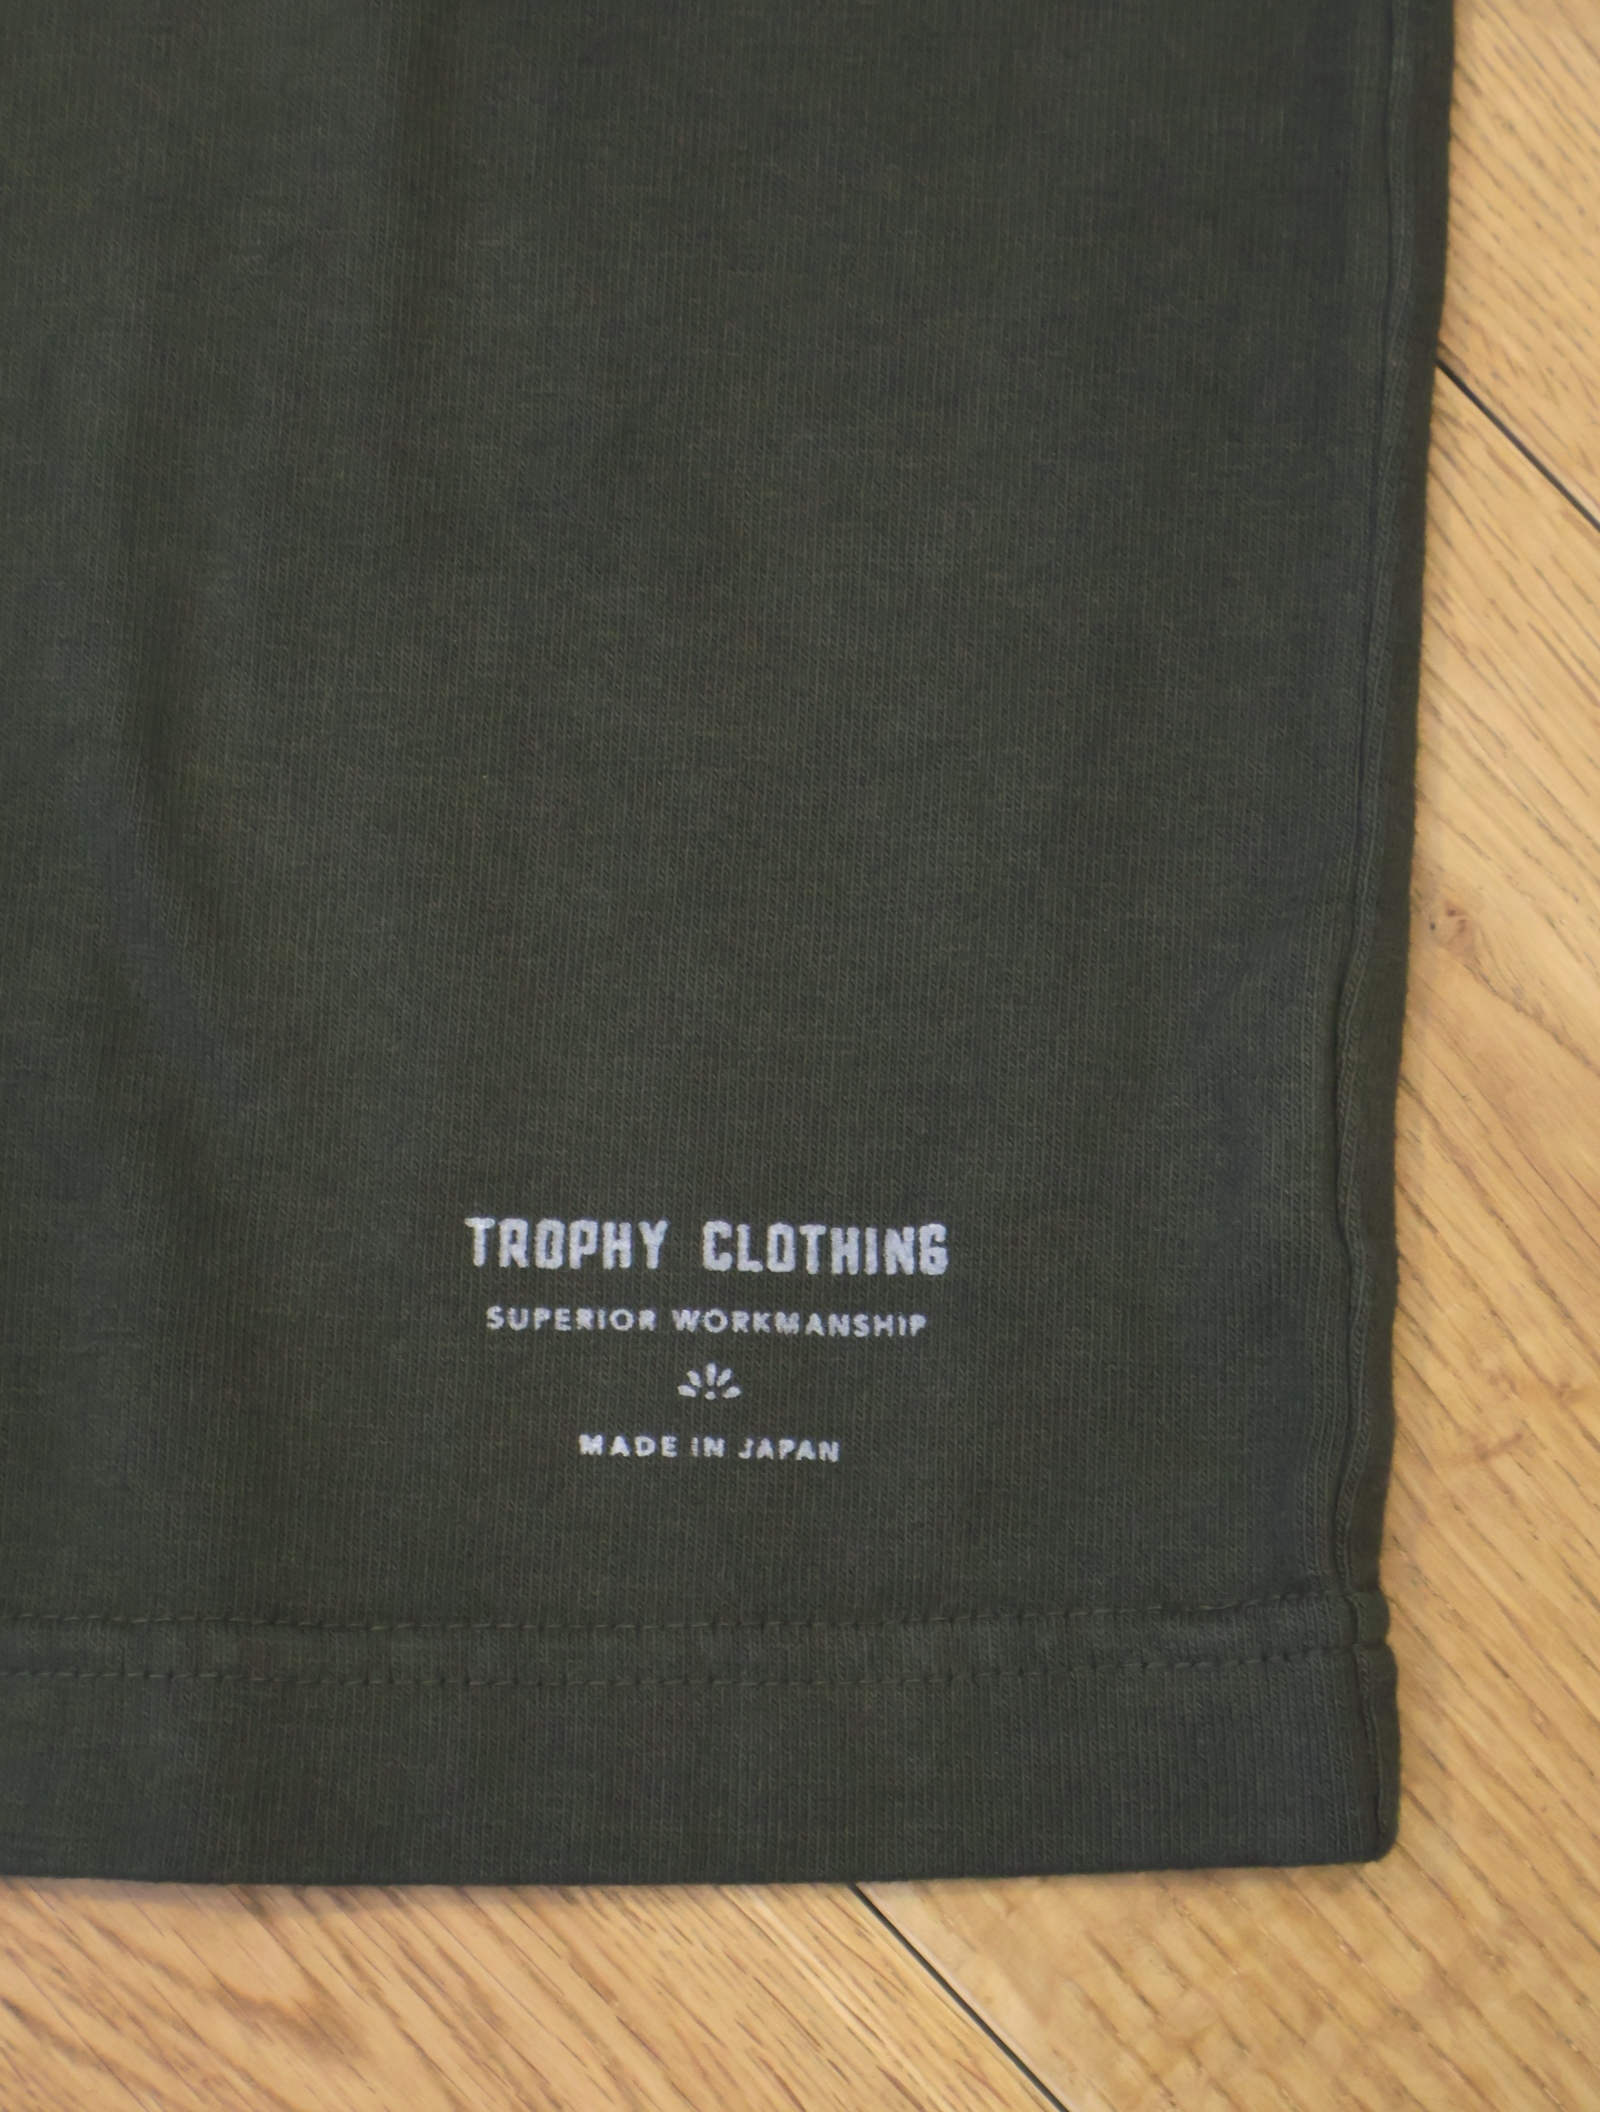 TROPHY CLOTHING
SUPERIOR WORKMANSHIP
MADE IN JAPAN